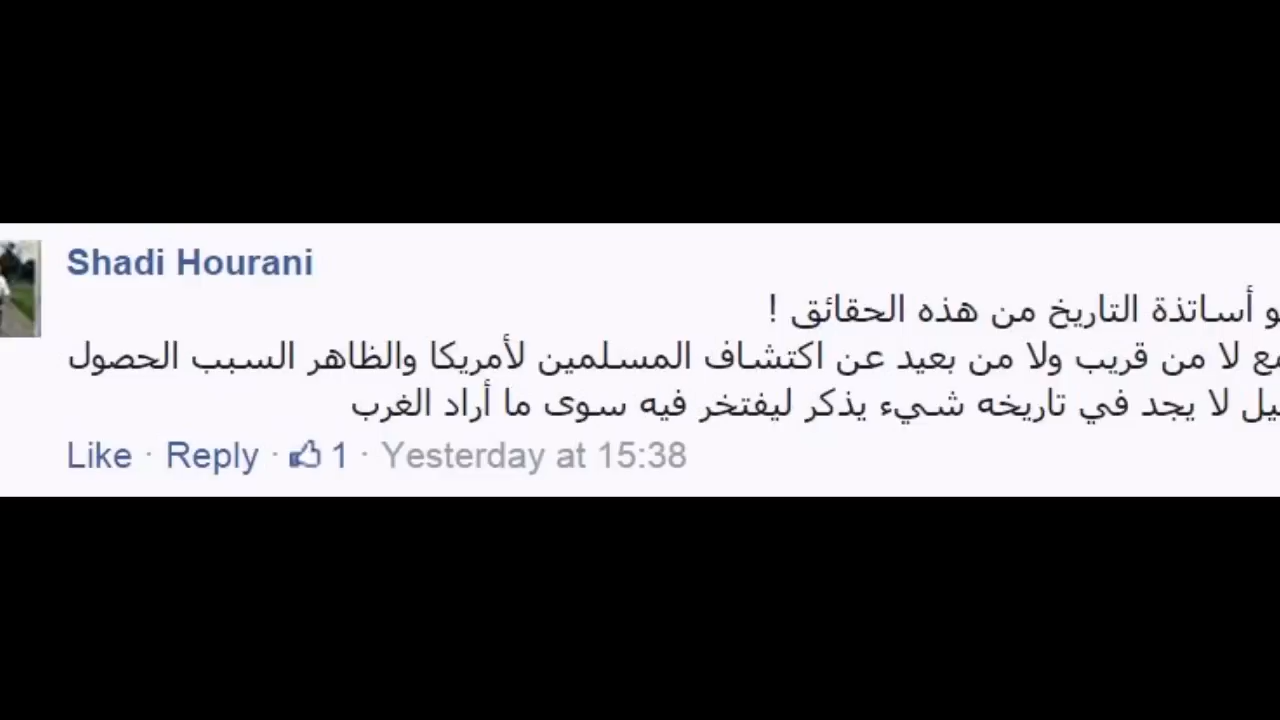 Shadi Hourani
أساتذة التاريخ من هذه الحقائق !
لا من قريب ولا من بعيد عن اكتشاف المسلمين لأمريكا والظاهر السبب الحصول
لا يجد في تاريخه شيء يذكر ليفتخر فيه سوى ما أراد الغرب
Like · Reply · 1 · Yesterday at 15:38